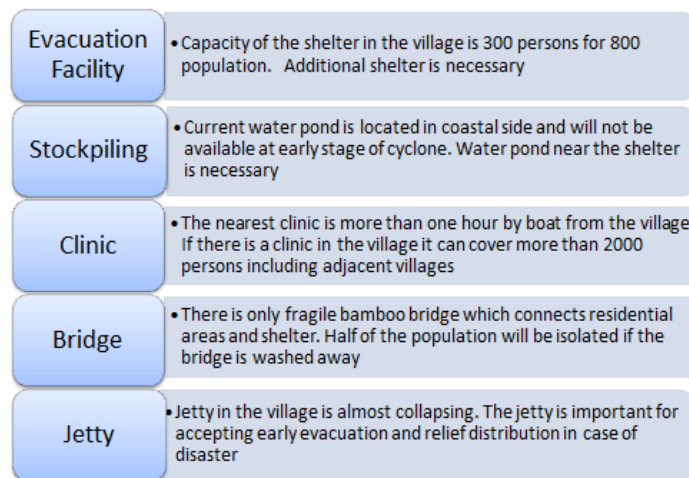 Evacuation
Facility
•Capacity of the shelter in the village is 300 persons for 800
population. Additional shelter is necessary
Stockpiling
•Current water pond is located in coastal side and will not be
available at early stage of cyclone. Water pond near the shelter
is necessary
Clinic
•The nearest clinic is more than one hour by boat from the village
If there is a clinic in the village it can cover more than 2000
persons including adjacent villages
Bridge
•There is only fragile bamboo bridge which connects residential
areas and shelter. Half of the population will be isolated if the
bridge is washed away
Jetty
•Jetty in the village is almost collapsing. The jetty is important for
accepting early evacuation and relief distribution in case of
disaster